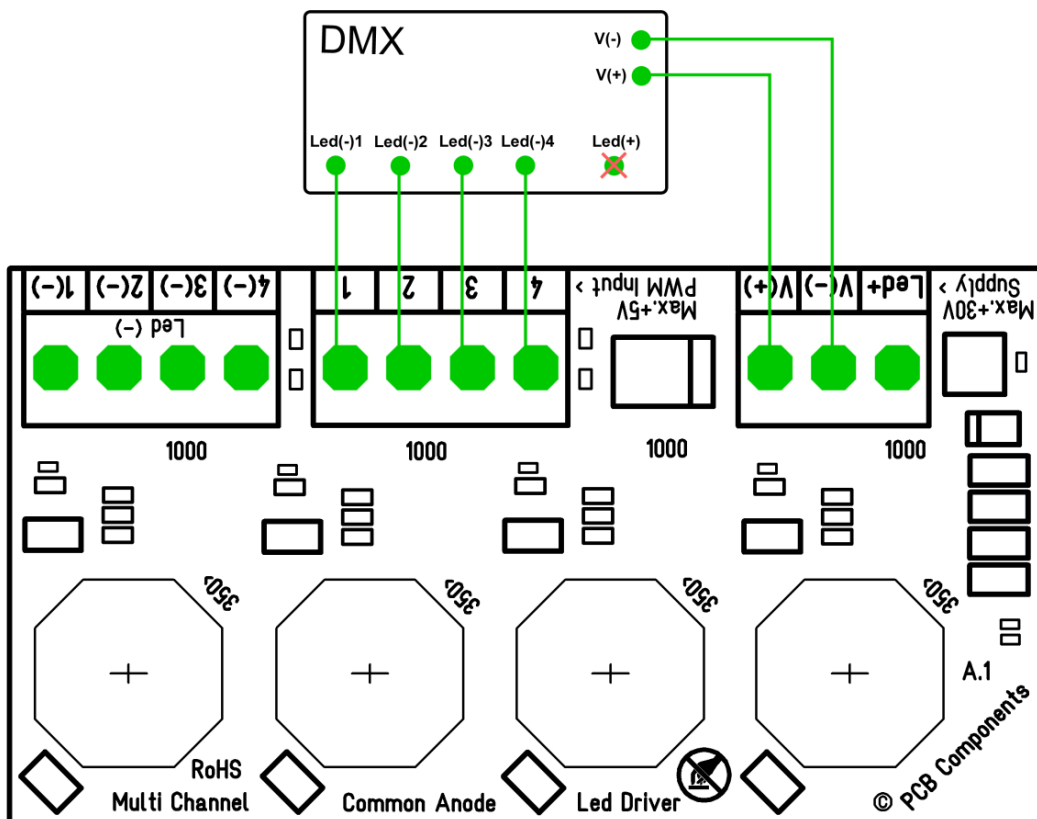 DMX
V(-)
V(+)
Led(-)1 Led(-)2 Led(-)3 Led(-)4 Led(+)
1(-) 2(-) 3(-) 4(-)
Led (-)
1 2 3 4
Max.+5V
PWM Input >
V(+) V(-) Led+
Max.+30V
Supply >
1000 1000 1000 1000
350> 350> 350> 350>
A.1
RoHS
Multi Channel Common Anode Led Driver
© PCB Components